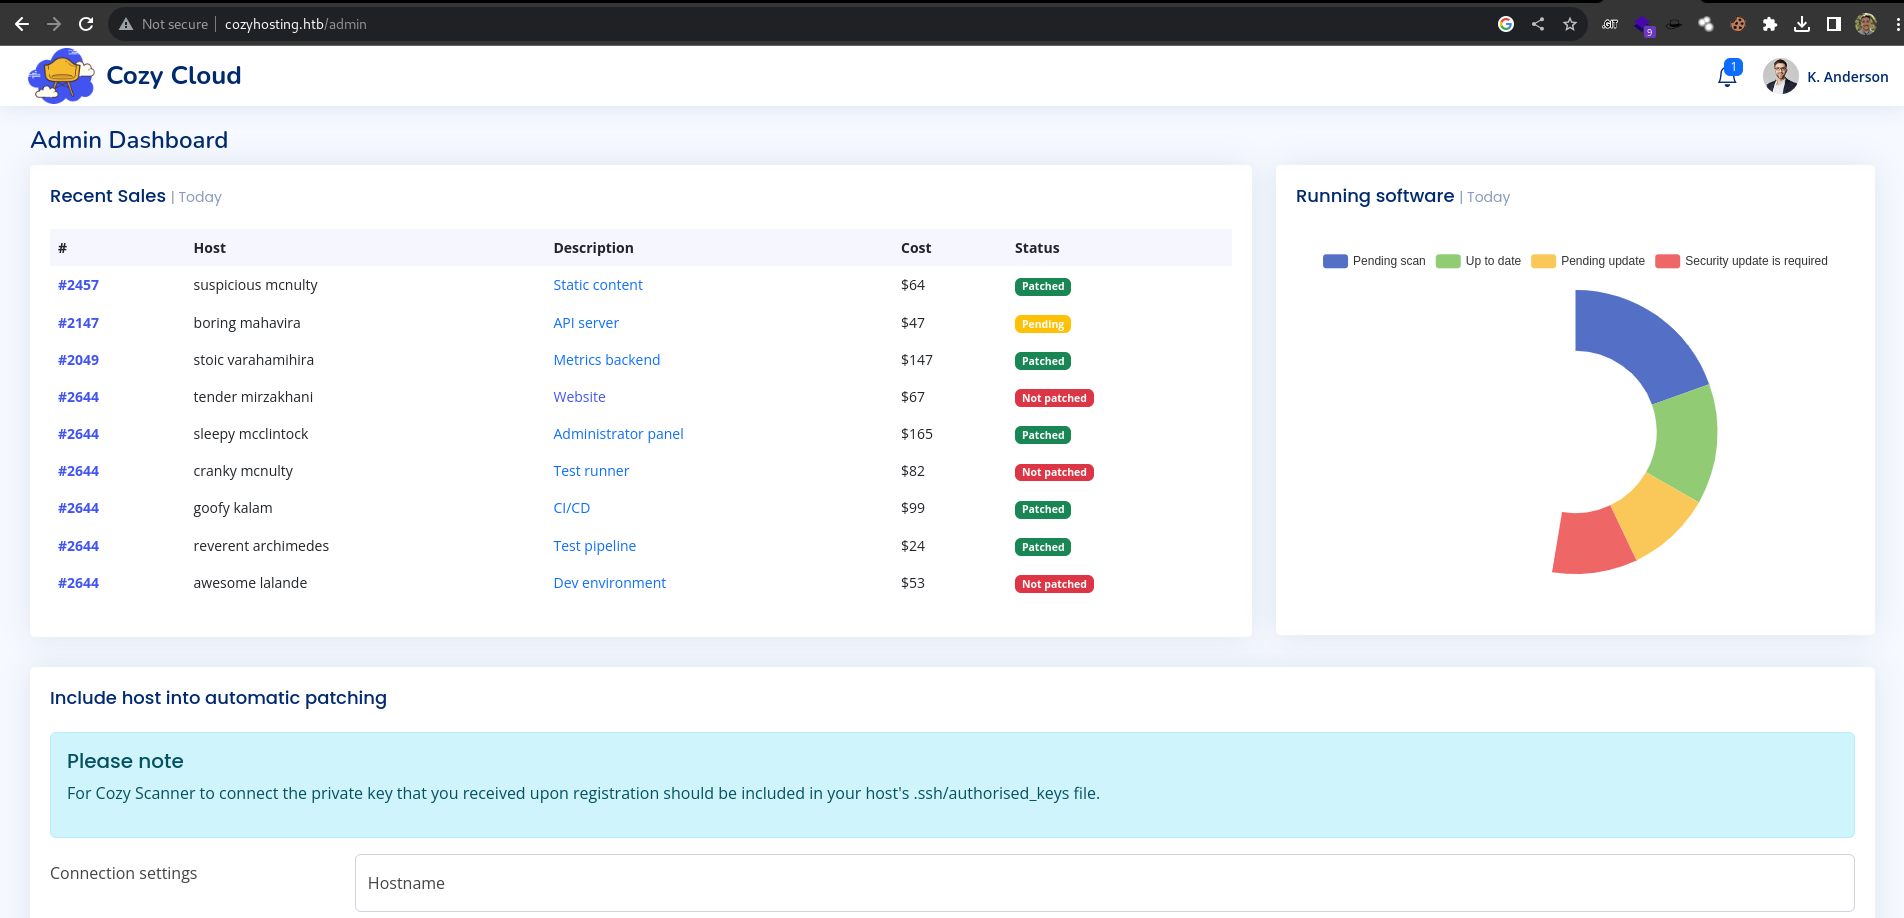 Not secure | cozyhosting.htb/admin
.GIT
9
Cozy Cloud
1
K. Anderson
Admin Dashboard
Recent Sales | Today
# Host Description Cost Status
#2457 suspicious mcnulty Static content $64 Patched
#2147 boring mahavira API server $47 Pending
#2049 stoic varahamihira Metrics backend $147 Patched
#2644 tender mirzakhani Website $67 Not patched
#2644 sleepy mcclintock Administrator panel $165 Patched
#2644 cranky mcnulty Test runner $82 Not patched
#2644 goofy kalam CI/CD $99 Patched
#2644 reverent archimedes Test pipeline $24 Patched
#2644 awesome lalande Dev environment $53 Not patched
Running software | Today
Pending scan Up to date Pending update Security update is required
Include host into automatic patching
Please note
For Cozy Scanner to connect the private key that you received upon registration should be included in your host's .ssh/authorised_keys file.
Connection settings
Hostname